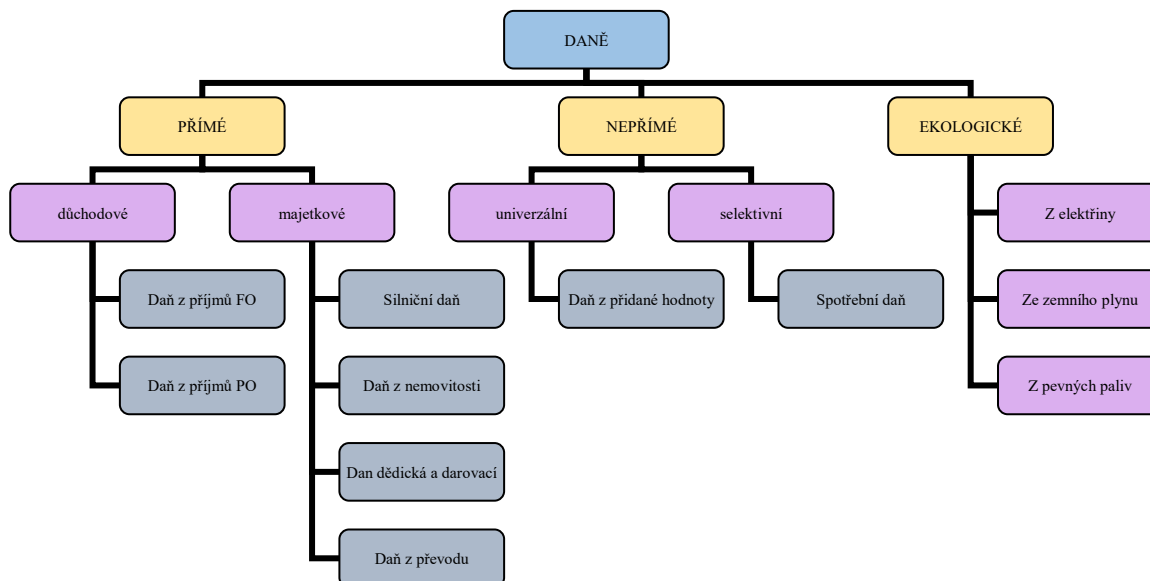 DANĚ
PŘÍMÉ
NEPŘÍMÉ
EKOLOGICKÉ
důchodové
majetkové
univerzální
selektivní
Z elektřiny
Daň z příjmů FO
Silniční daň
Daň z přidané hodnoty
Spotřební daň
Ze zemního plynu
Daň z příjmů PO
Daň z nemovitosti
Z pevných paliv
Dan dědická a darovací
Daň z převodu